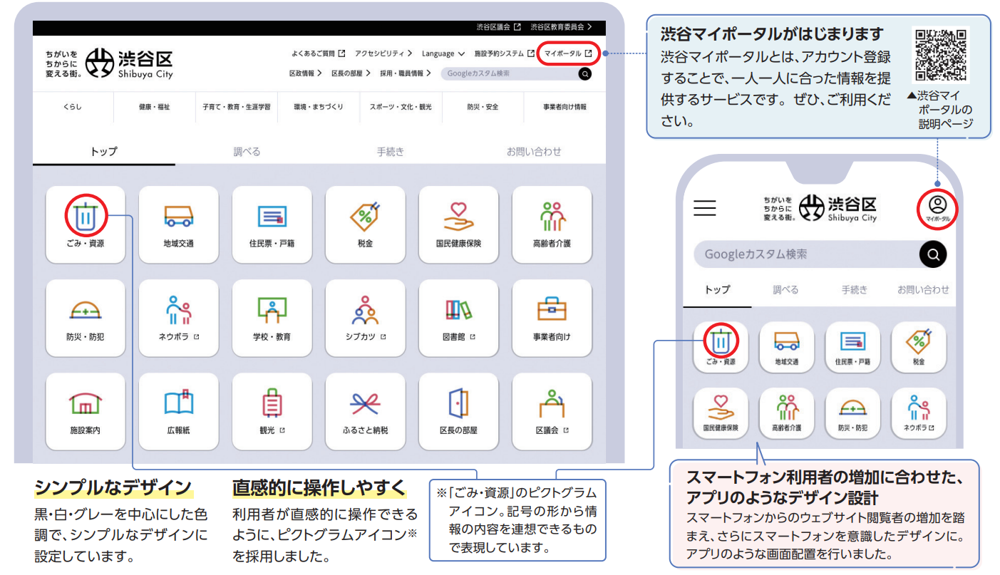 渋谷区議会 渋谷区教育委員会
ちがいを
ちからに
変える街。
渋谷区
Shibuya City
よくあるご質問 アクセシビリティ Language 施設予約システム マイポータル
区政情報 区長の部屋 採用・職員情報 Googleカスタム検索
くらし 健康・福祉 子育て・教育・生涯学習 環境・まちづくり スポーツ・文化・観光 防災・安全 事業者向け情報
トップ 調べる 手続き お問い合わせ
ごみ・資源 地域交通 住民票・戸籍 税金 国民健康保険 高齢者介護
防災・防犯 ネウボラ 学校・教育 シブカツ 図書館 事業者向け
施設案内 広報紙 観光 ふるさと納税 区長の部屋 区議会
渋谷マイポータルがはじまります
渋谷マイポータルとは、アカウント登録
することで、一人一人に合った情報を提
供するサービスです。ぜひ、ご利用くだ
さい。
▲渋谷マイ
ポータルの
説明ページ
ちがいを
ちからに
変える街。
渋谷区
Shibuya City
マイポータル
Googleカスタム検索
トップ 調べる 手続き お問い合わせ
ごみ・資源 地域交通 住民票・戸籍 税金
国民健康保険 高齢者介護 防災・防犯 ネウボラ
シンプルなデザイン
黒・白・グレーを中心にした色
調で、シンプルなデザインに
設定しています。
直感的に操作しやすく
利用者が直感的に操作できる
ように、ピクトグラムアイコン※
を採用しました。
※「ごみ・資源」のピクトグラム
アイコン。記号の形から情
報の内容を連想できるもの
で表現しています。
スマートフォン利用者の増加に合わせた、
アプリのようなデザイン設計
スマートフォンからのウェブサイト閲覧者の増加を踏
まえ、さらにスマートフォンを意識したデザインに。
アプリのような画面配置を行いました。